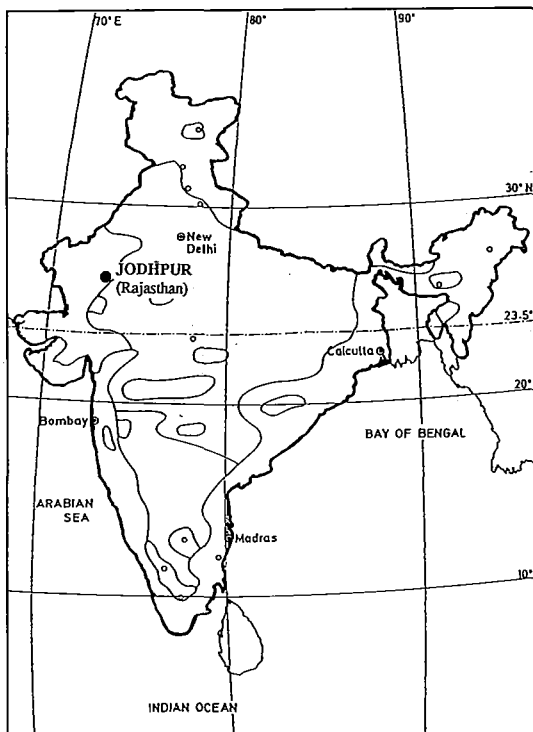 70° E
80°
90°
30° N
New
Delhi
JODHPUR
(Rajasthan)
23.5°
Calcutta
20°
Bombay
BAY OF BENGAL
ARABIAN
SEA
Madras
10°
INDIAN OCEAN